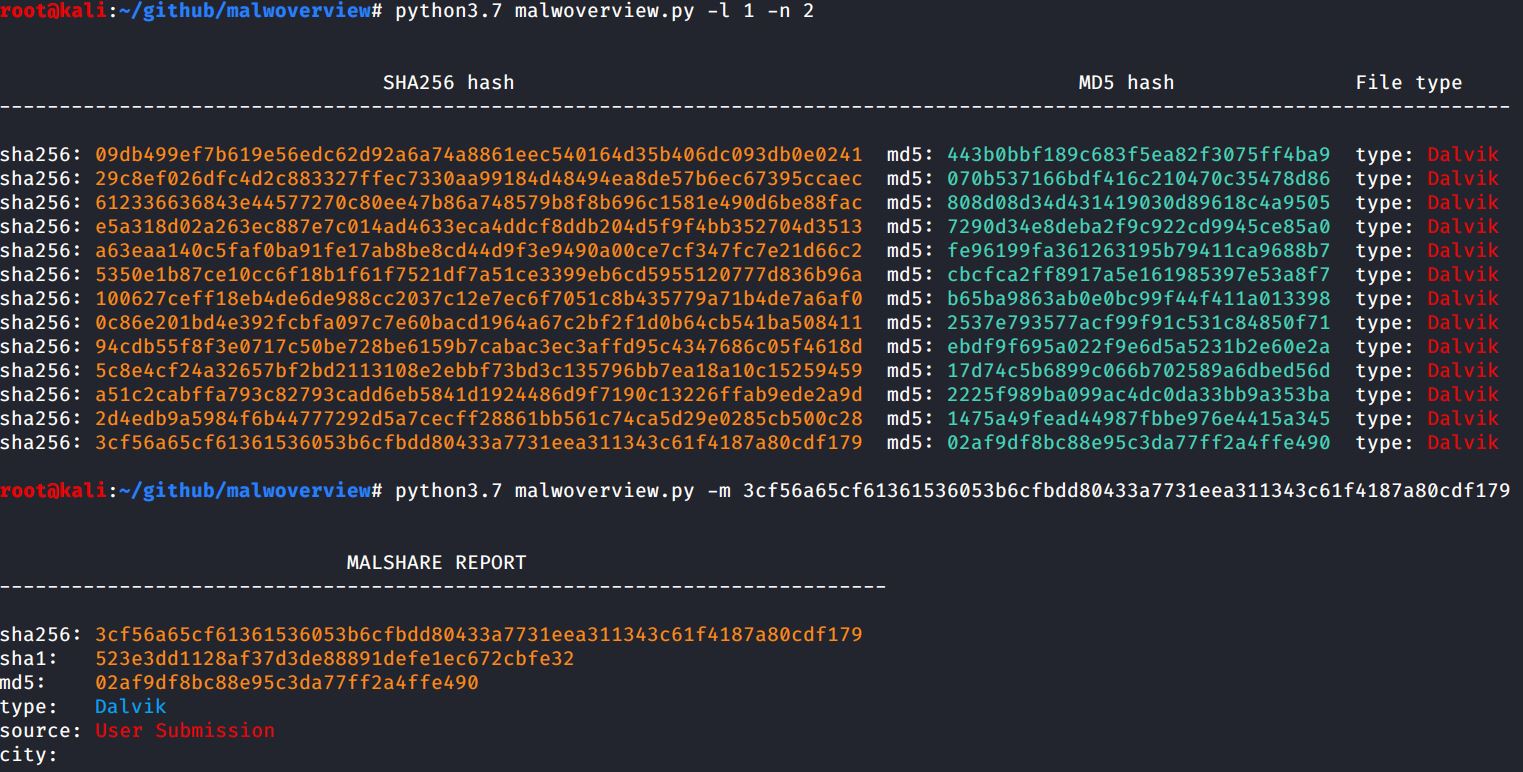 root@kali:~/github/malwoverview# python3.7 malwoverview.py -l 1 -n 2
SHA256 hash MD5 hash File type
---------------------------------------------------------------------------------------------------------------------------
sha256: 09db499ef7b619e56edc62d92a6a74a8861eec540164d35b406dc093db0e0241 md5: 443b0bbf189c683f5ea82f3075ff4ba9 type: Dalvik
sha256: 29c8ef026dfc4d2c883327ffec7330aa99184d48494ea8de57b6ec67395ccaec md5: 070b537166bdf416c210470c35478d86 type: Dalvik
sha256: 612336636843e44577270c80ee47b86a748579b8f8b696c1581e490d6be88fac md5: 808d08d34d431419030d89618c4a9505 type: Dalvik
sha256: e5a318d02a263ec887e7c014ad4633eca4ddcf8ddb204d5f9f4bb352704d3513 md5: 7290d34e8deba2f9c922cd9945ce85a0 type: Dalvik
sha256: a63eaa140c5faf0ba91fe17ab8be8cd44d9f3e9490a00ce7cf347fc7e21d66c2 md5: fe96199fa361263195b79411ca9688b7 type: Dalvik
sha256: 5350e1b87ce10cc6f18b1f61f7521df7a51ce3399eb6cd5955120777d836b96a md5: cbcfca2ff8917a5e161985397e53a8f7 type: Dalvik
sha256: 100627ceff18eb4de6de988cc2037c12e7ec6f7051c8b435779a71b4de7a6af0 md5: b65ba9863ab0e0bc99f44f411a013398 type: Dalvik
sha256: 0c86e201bd4e392fcbfa097c7e60bacd1964a67c2bf2f1d0b64cb541ba508411 md5: 2537e793577acf99f91c531c84850f71 type: Dalvik
sha256: 94cdb55f8f3e0717c50be728be6159b7cabac3ec3affd95c4347686c05f4618d md5: ebdf9f695a022f9e6d5a5231b2e60e2a type: Dalvik
sha256: 5c8e4cf24a32657bf2bd2113108e2ebbf73bd3c135796bb7ea18a10c15259459 md5: 17d74c5b6899c066b702589a6dbed56d type: Dalvik
sha256: a51c2cabffa793c82793cadd6eb5841d1924486d9f7190c13226ffab9ede2a9d md5: 2225f989ba099ac4dc0da33bb9a353ba type: Dalvik
sha256: 2d4edb9a5984f6b44777292d5a7cecff28861bb561c74ca5d29e0285cb500c28 md5: 1475a49fead44987fbbe976e4415a345 type: Dalvik
sha256: 3cf56a65cf61361536053b6cfbdd80433a7731eea311343c61f4187a80cdf179 md5: 02af9df8bc88e95c3da77ff2a4ffe490 type: Dalvik
root@kali:~/github/malwoverview# python3.7 malwoverview.py -m 3cf56a65cf61361536053b6cfbdd80433a7731eea311343c61f4187a80cdf179
MALSHARE REPORT
--------------------------------------------------------------------------
sha256: 3cf56a65cf61361536053b6cfbdd80433a7731eea311343c61f4187a80cdf179
sha1: 523e3dd1128af37d3de88891defe1ec672cbfe32
md5: 02af9df8bc88e95c3da77ff2a4ffe490
type: Dalvik
source: User Submission
city: